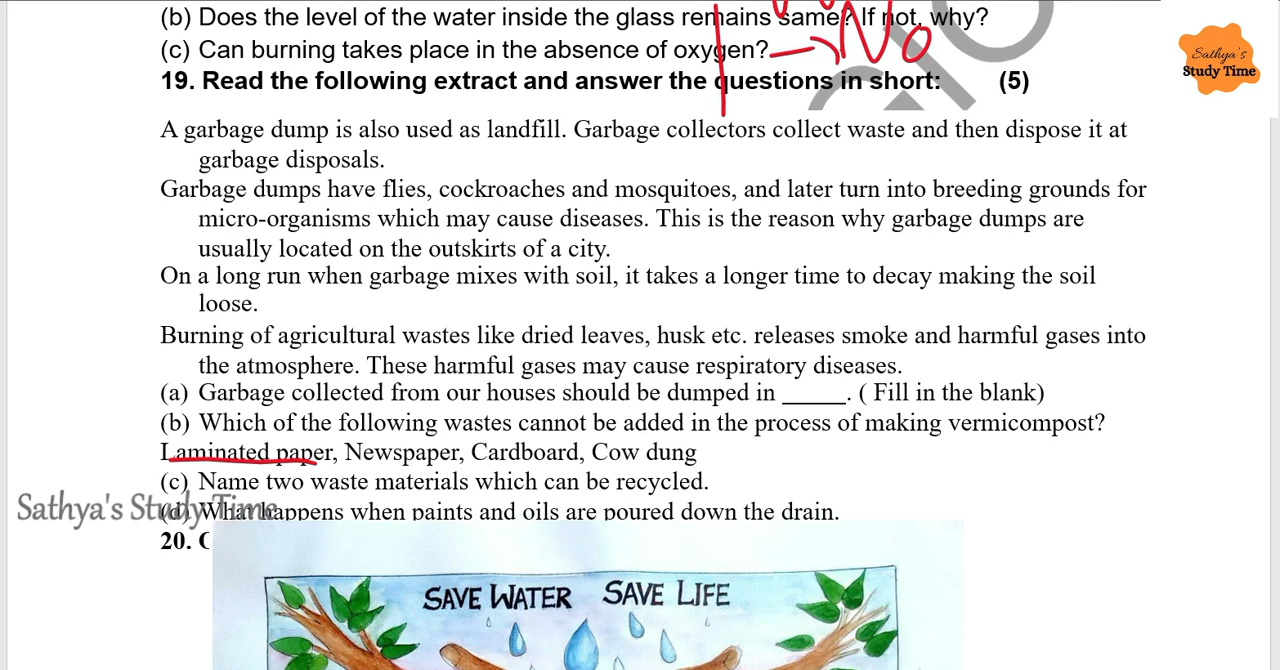 (b) Does the level of the water inside the glass remains same? If not, why?
(c) Can burning takes place in the absence of oxygen? → No
19. Read the following extract and answer the questions in short: (5)
Sathya's
Study Time
A garbage dump is also used as landfill. Garbage collectors collect waste and then dispose it at
garbage disposals.
Garbage dumps have flies, cockroaches and mosquitoes, and later turn into breeding grounds for
micro-organisms which may cause diseases. This is the reason why garbage dumps are
usually located on the outskirts of a city.
On a long run when garbage mixes with soil, it takes a longer time to decay making the soil
loose.
Burning of agricultural wastes like dried leaves, husk etc. releases smoke and harmful gases into
the atmosphere. These harmful gases may cause respiratory diseases.
(a) Garbage collected from our houses should be dumped in _____. ( Fill in the blank)
(b) Which of the following wastes cannot be added in the process of making vermicompost?
Laminated paper, Newspaper, Cardboard, Cow dung
(c) Name two waste materials which can be recycled.
Sathya's Study Time
(d) What happens when paints and oils are poured down the drain.
20.
SAVE WATER SAVE LIFE